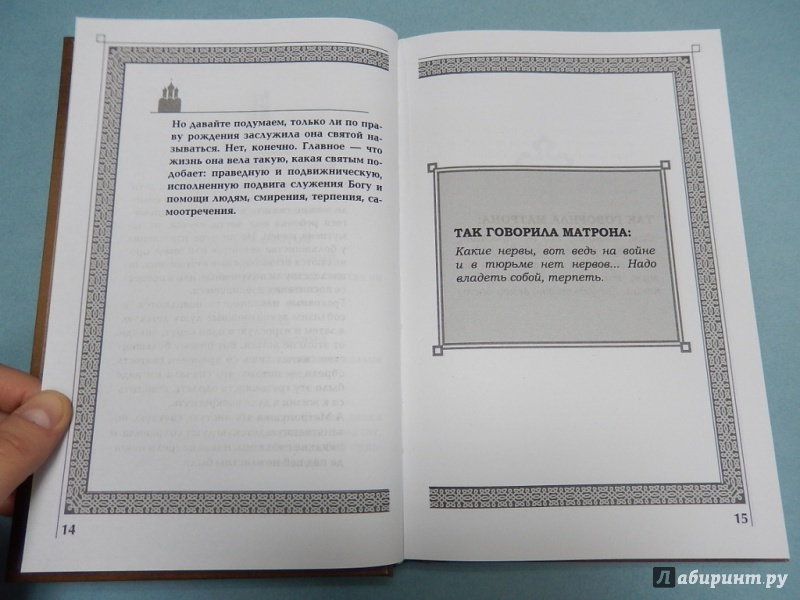 Но давайте подумаем, только ли по пра-
ву рождения заслужила она святой на-
зываться. Нет, конечно. Главное — что
жизнь она вела такую, какая святым по-
добает: праведную и подвижническую,
исполненную подвига служения Богу и
помощи людям, смирения, терпения, са-
моотречения.
14
ТАК ГОВОРИЛА МАТРОНА:
Какие нервы, вот ведь на войне
и в тюрьме нет нервов... Надо
владеть собой, терпеть.
15
Лабиринт.ру